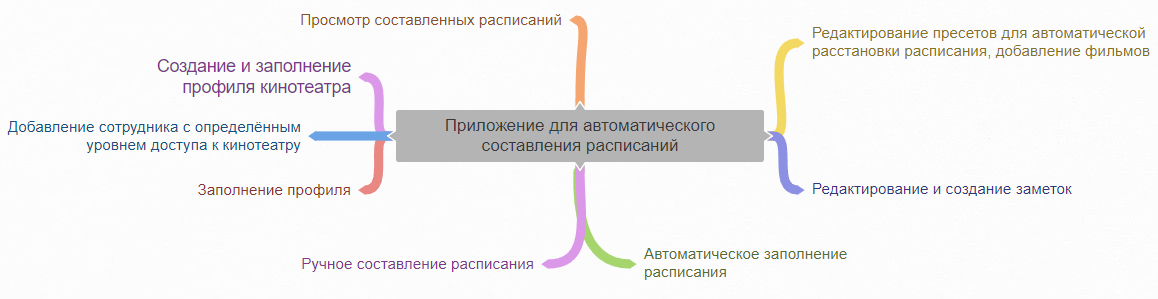 Просмотр составленных расписаний
Редактирование пресетов для автоматической
расстановки расписания, добавление фильмов
Создание и заполнение
профиля кинотеатра
Приложение для автоматического
составления расписаний
Добавление сотрудника с определённым
уровнем доступа к кинотеатру
Заполнение профиля
Редактирование и создание заметок
Ручное составление расписания
Автоматическое заполнение
расписания